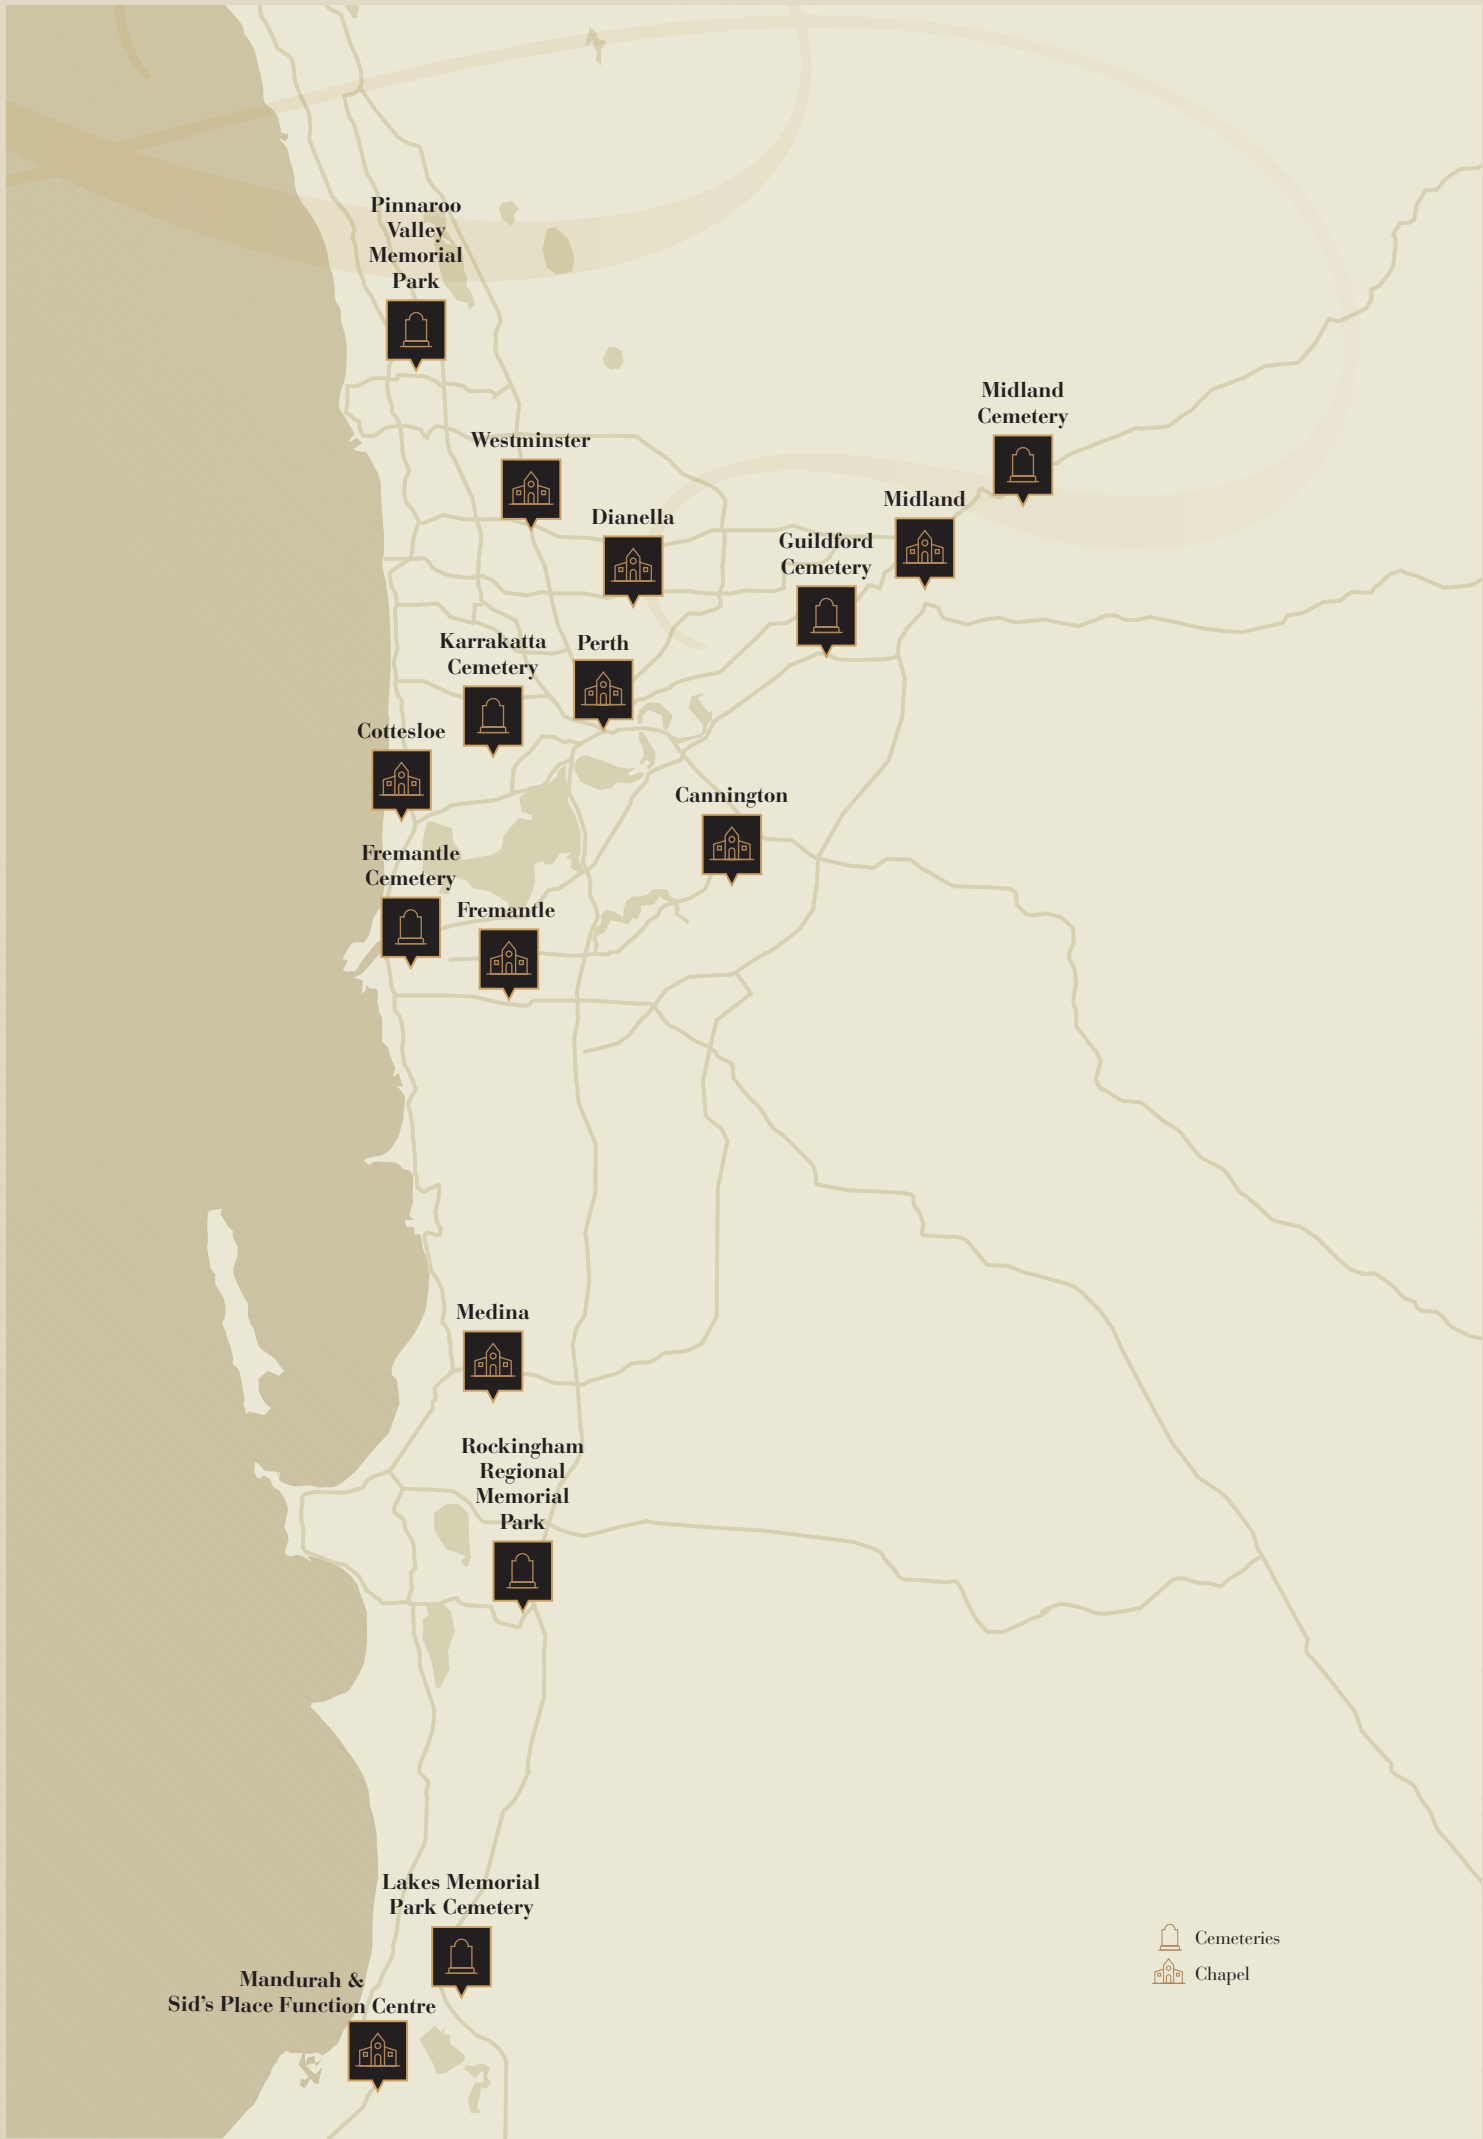 Pinnaroo
Valley
Memorial
Park
Midland
Cemetery
Westminster
Midland
Dianella
Guildford
Cemetery
Karrakatta
Cemetery
Perth
Cottesloe
Cannington
Fremantle
Cemetery
Fremantle
Medina
Rockingham
Regional
Memorial
Park
Lakes Memorial
Park Cemetery
Mandurah &
Sid's Place Function Centre
Cemeteries
Chapel